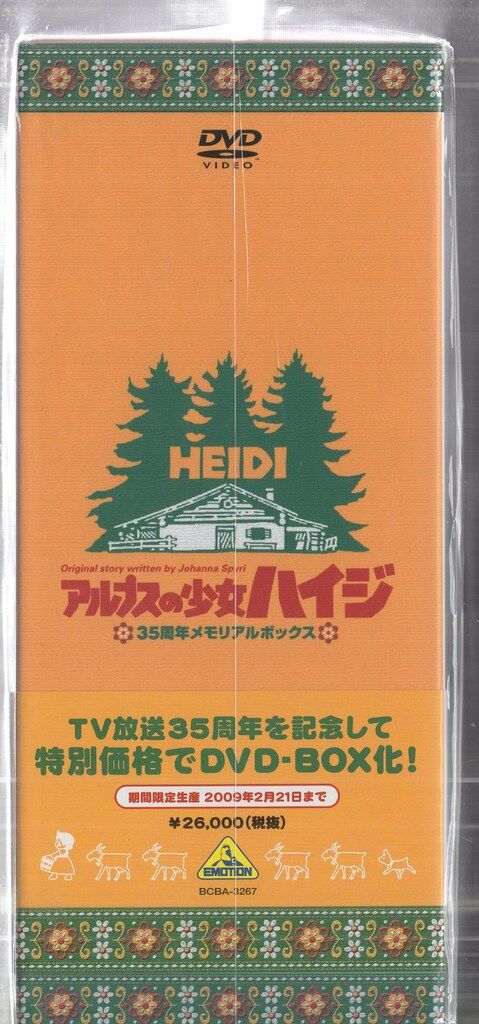 DVD
VIDEO
HEIDI
Original story written by Johanna Spyri
アルプスの少女ハイジ
35周年メモリアルボックス
TV放送35周年を記念して
特別価格でDVD-BOX化!
期間限定生産 2009年2月21日まで
¥26,000(税抜)
EMOTION
BCBA-3267